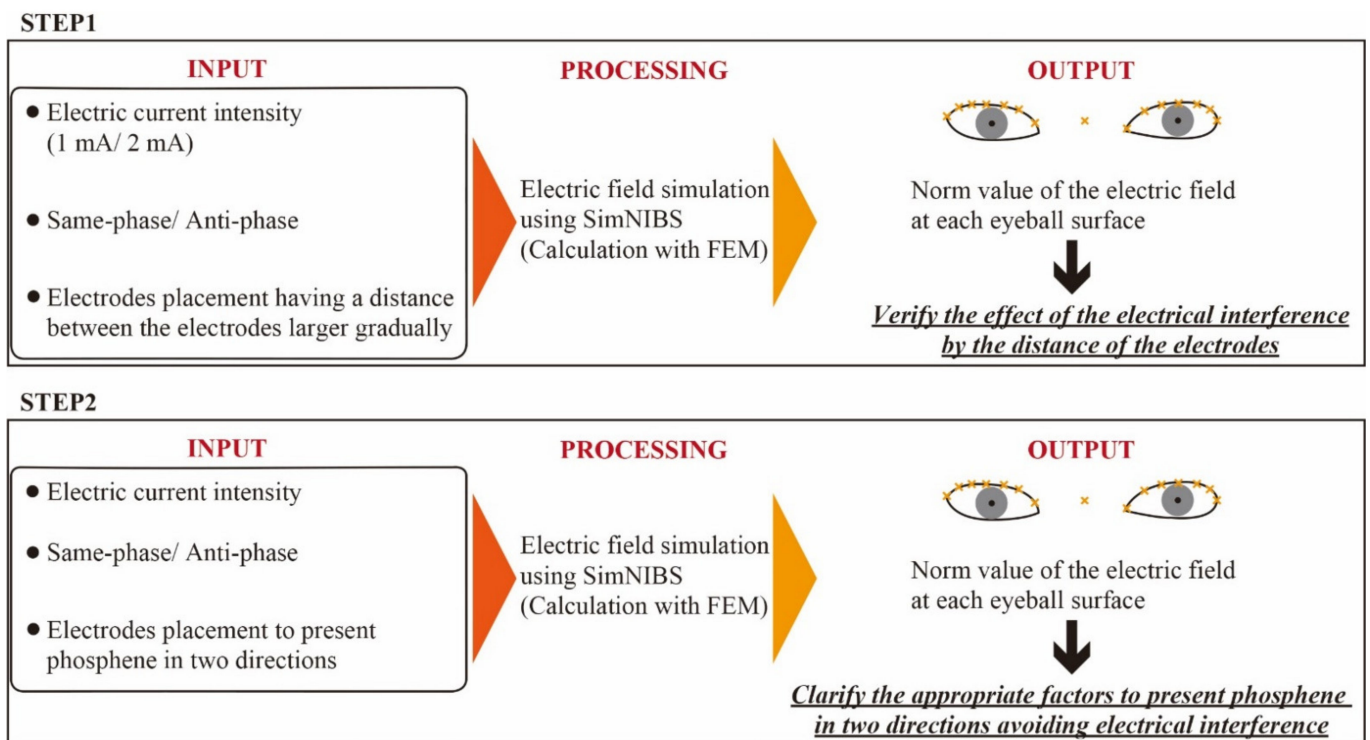 STEP1
INPUT
● Electric current intensity
(1 mA/ 2 mA)
● Same-phase/ Anti-phase
● Electrodes placement having a distance
between the electrodes larger gradually
PROCESSING
Electric field simulation
using SimNIBS
(Calculation with FEM)
OUTPUT
Norm value of the electric field
at each eyeball surface
Verify the effect of the electrical interference
by the distance of the electrodes
STEP2
INPUT
● Electric current intensity
● Same-phase/ Anti-phase
● Electrodes placement to present
phosphene in two directions
PROCESSING
Electric field simulation
using SimNIBS
(Calculation with FEM)
OUTPUT
Norm value of the electric field
at each eyeball surface
Clarify the appropriate factors to present phosphene
in two directions avoiding electrical interference